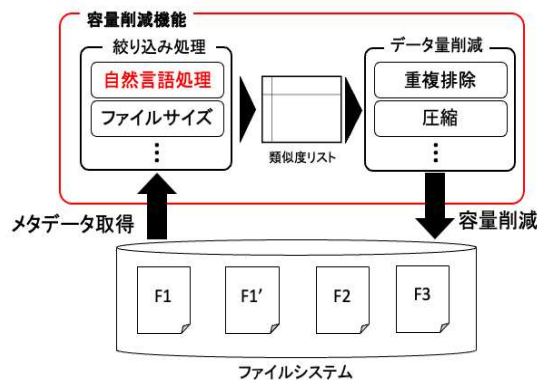 容量削減機能
絞り込み処理
自然言語処理
ファイルサイズ
⋮
類似度リスト
データ量削減
重複排除
圧縮
⋮
メタデータ取得
容量削減
F1
F1’
F2
F3
ファイルシステム